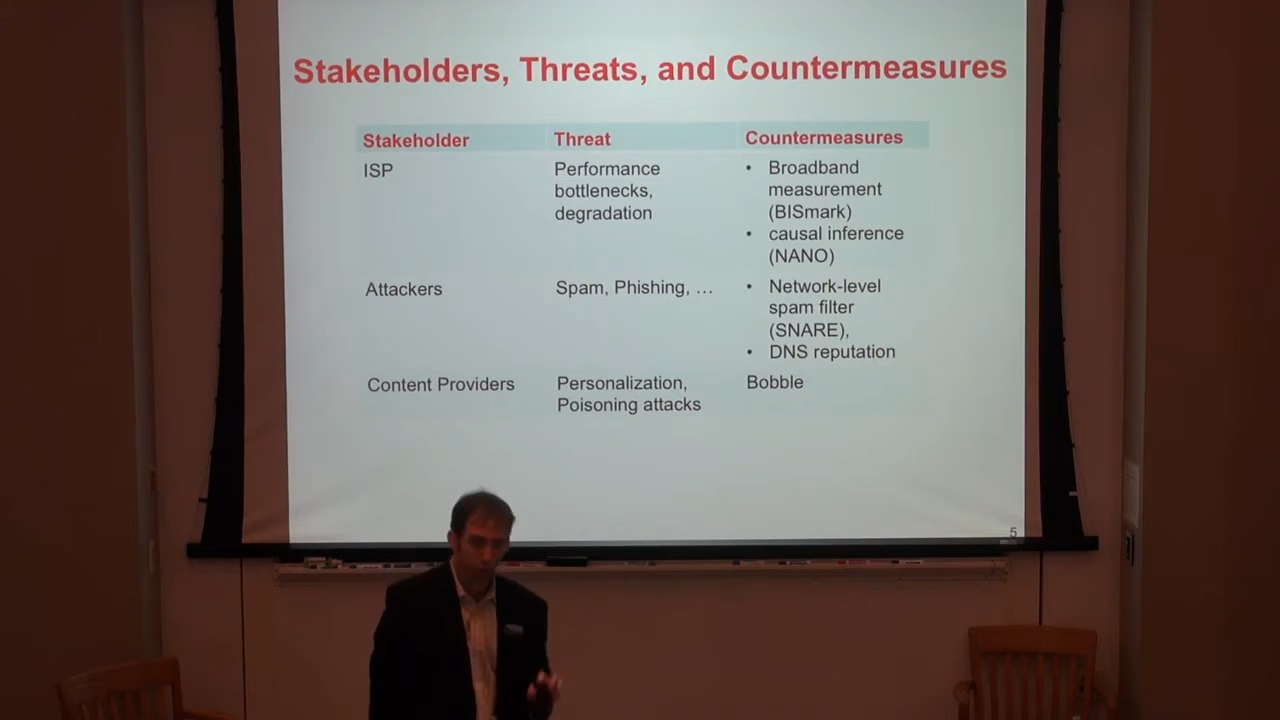 Stakeholders, Threats, and Countermeasures
Stakeholder Threat Countermeasures
ISP
Performance
bottlenecks,
degradation
• Broadband
measurement
(BISmark)
• causal inference
(NANO)
Attackers
Spam, Phishing, …
• Network-level
spam filter
(SNARE),
• DNS reputation
Content Providers
Personalization,
Poisoning attacks
Bobble
5